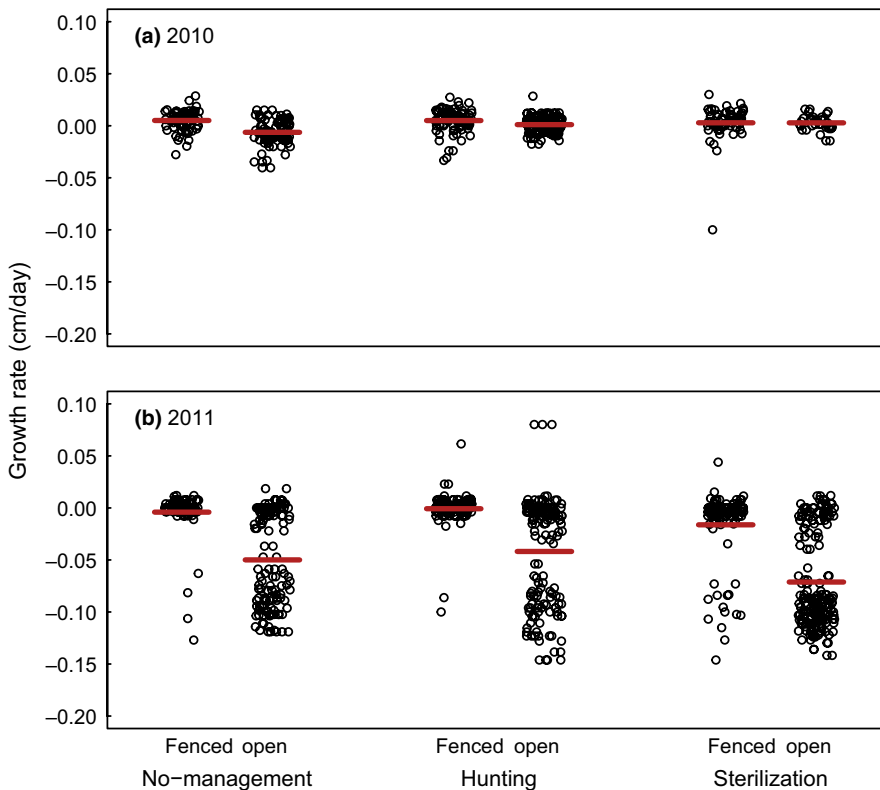 (a) 2010
0.10
0.05
0.00
−0.05
−0.10
−0.15
−0.20
Growth rate (cm/day)
(b) 2011
0.10
0.05
0.00
−0.05
−0.10
−0.15
−0.20
Fenced open
Fenced open
Fenced open
No−management
Hunting
Sterilization